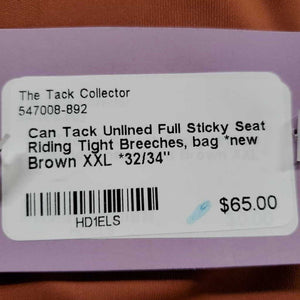 The Tack Collector
547008-892
Can Tack Unlined Full Sticky Seat
Riding Tight Breeches, bag *new
Brown XXL *32/34"
$65.00
HD1ELS